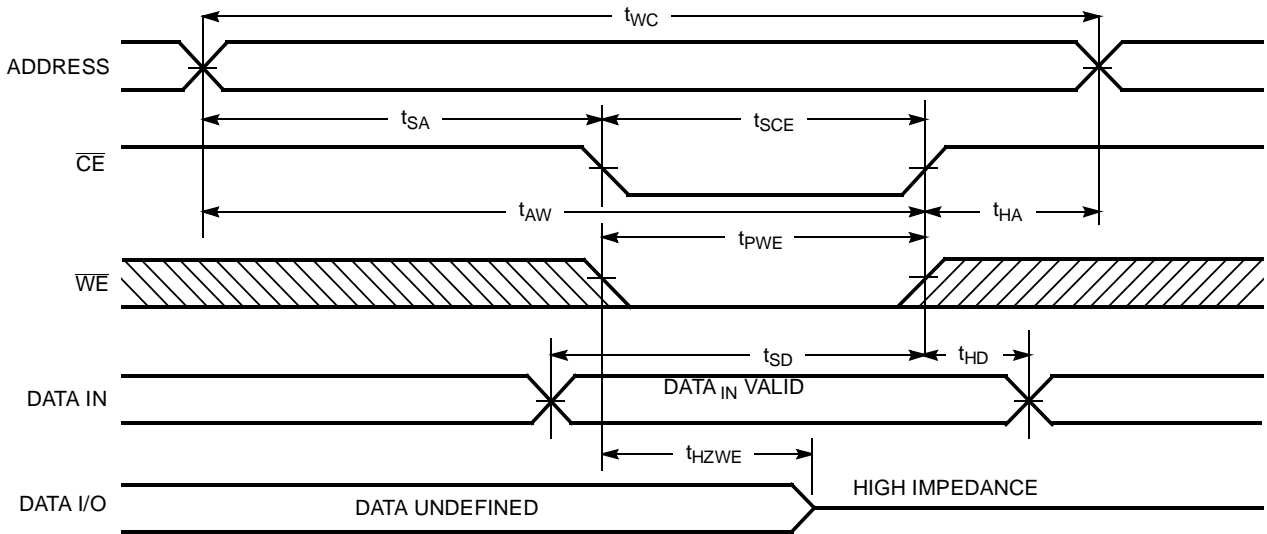 tWC
ADDRESS
tSA
tSCE
CE
tAW
tHA
tPWE
WE
tSD
tHD
DATA IN
DATA IN VALID
tHZWE
DATA I/O
DATA UNDEFINED
HIGH IMPEDANCE